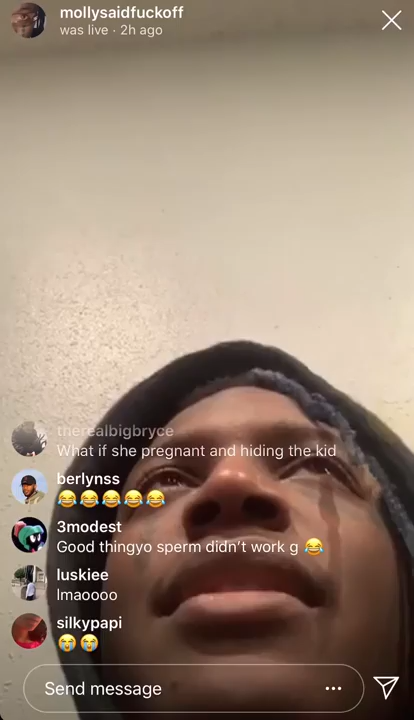 mollysaidfuckoff
was live · 2h ago
therealbigbryce
What if she pregnant and hiding the kid
berlynss
😂😂😂😂😂
3modest
Good thingyo sperm didn't work g 😂
luskiee
lmaoooo
silkypapi
😭😭
Send message